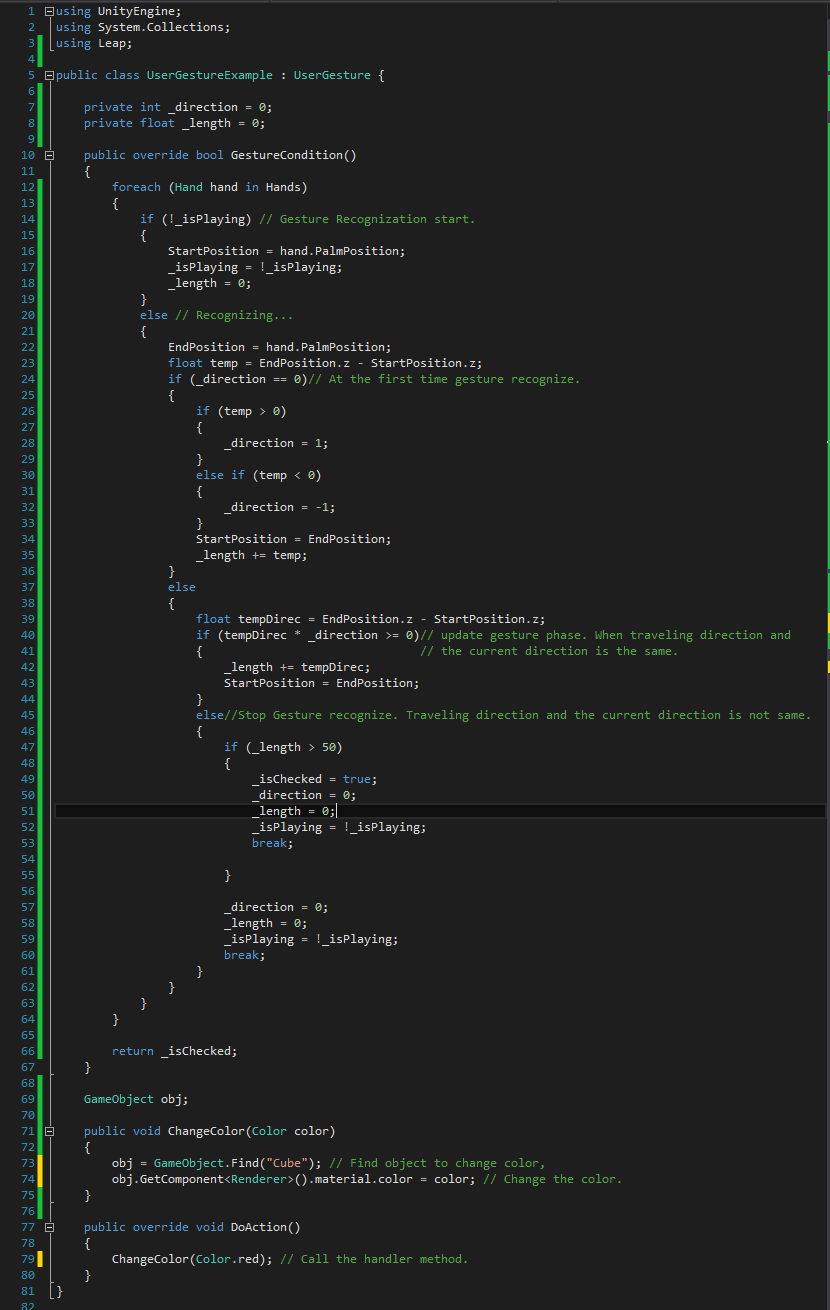 1 using UnityEngine;
2 using System.Collections;
3 using Leap;
4
5 public class UserGestureExample : UserGesture {
6
7     private int _direction = 0;
8     private float _length = 0;
9
10     public override bool GestureCondition()
11     {
12         foreach (Hand hand in Hands)
13         {
14             if (!_isPlaying) // Gesture Recognization start.
15             {
16                 StartPosition = hand.PalmPosition;
17                 _isPlaying = !_isPlaying;
18                 _length = 0;
19             }
20             else // Recognizing...
21             {
22                 EndPosition = hand.PalmPosition;
23                 float temp = EndPosition.z - StartPosition.z;
24                 if (_direction == 0)// At the first time gesture recognize.
25                 {
26                     if (temp > 0)
27                     {
28                         _direction = 1;
29                     }
30                     else if (temp < 0)
31                     {
32                         _direction = -1;
33                     }
34                     StartPosition = EndPosition;
35                     _length += temp;
36                 }
37                 else
38                 {
39                     float tempDirec = EndPosition.z - StartPosition.z;
40                     if (tempDirec * _direction >= 0)// update gesture phase. When traveling direction and
41                     {                               // the current direction is the same.
42                         _length += tempDirec;
43                         StartPosition = EndPosition;
44                     }
45                     else//Stop Gesture recognize. Traveling direction and the current direction is not same.
46                     {
47                         if (_length > 50)
48                         {
49                             _isChecked = true;
50                             _direction = 0;
51                             _length = 0;
52                             _isPlaying = !_isPlaying;
53                             break;
54
55                         }
56
57                         _direction = 0;
58                         _length = 0;
59                         _isPlaying = !_isPlaying;
60                         break;
61                     }
62                 }
63             }
64         }
65
66         return _isChecked;
67     }
68
69     GameObject obj;
70
71     public void ChangeColor(Color color)
72     {
73         obj = GameObject.Find("Cube"); // Find object to change color,
74         obj.GetComponent<Renderer>().material.color = color; // Change the color.
75     }
76
77     public override void DoAction()
78     {
79         ChangeColor(Color.red); // Call the handler method.
80     }
81 }
82